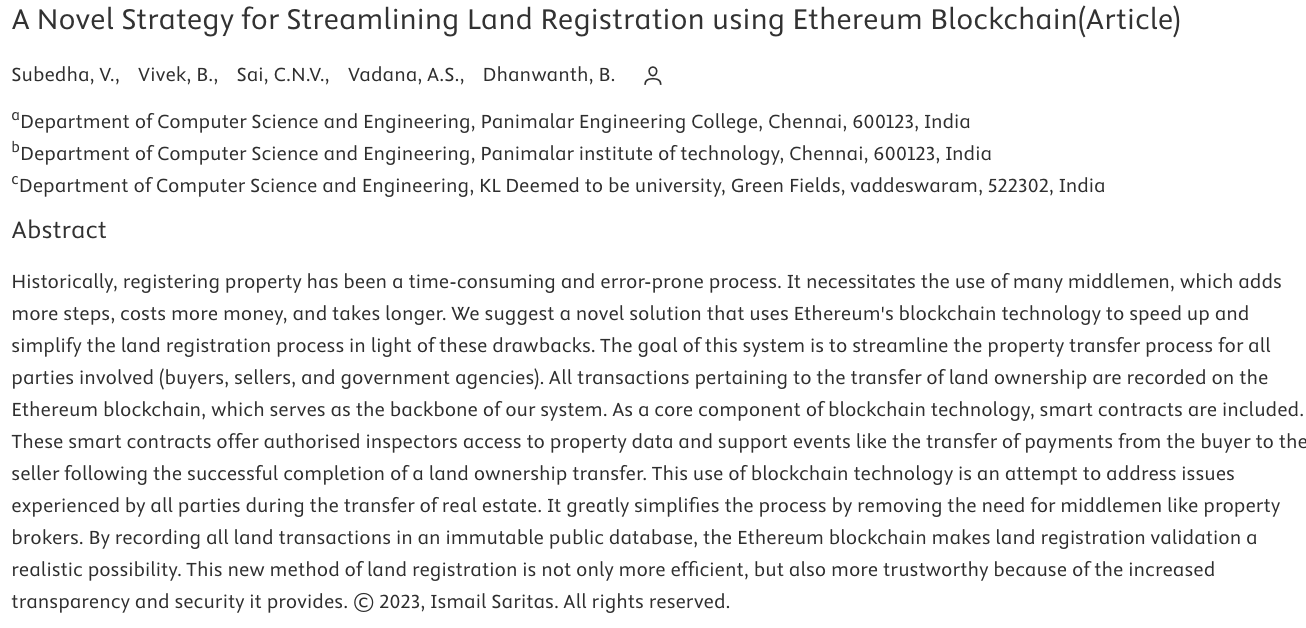 A Novel Strategy for Streamlining Land Registration using Ethereum Blockchain(Article)
Subedha, V., Vivek, B., Sai, C.N.V., Vadana, A.S., Dhanwanth, B.
aDepartment of Computer Science and Engineering, Panimalar Engineering College, Chennai, 600123, India
bDepartment of Computer Science and Engineering, Panimalar institute of technology, Chennai, 600123, India
cDepartment of Computer Science and Engineering, KL Deemed to be university, Green Fields, vaddeswaram, 522302, India
Abstract
Historically, registering property has been a time-consuming and error-prone process. It necessitates the use of many middlemen, which adds
more steps, costs more money, and takes longer. We suggest a novel solution that uses Ethereum's blockchain technology to speed up and
simplify the land registration process in light of these drawbacks. The goal of this system is to streamline the property transfer process for all
parties involved (buyers, sellers, and government agencies). All transactions pertaining to the transfer of land ownership are recorded on the
Ethereum blockchain, which serves as the backbone of our system. As a core component of blockchain technology, smart contracts are included.
These smart contracts offer authorised inspectors access to property data and support events like the transfer of payments from the buyer to the
seller following the successful completion of a land ownership transfer. This use of blockchain technology is an attempt to address issues
experienced by all parties during the transfer of real estate. It greatly simplifies the process by removing the need for middlemen like property
brokers. By recording all land transactions in an immutable public database, the Ethereum blockchain makes land registration validation a
realistic possibility. This new method of land registration is not only more efficient, but also more trustworthy because of the increased
transparency and security it provides. © 2023, Ismail Saritas. All rights reserved.